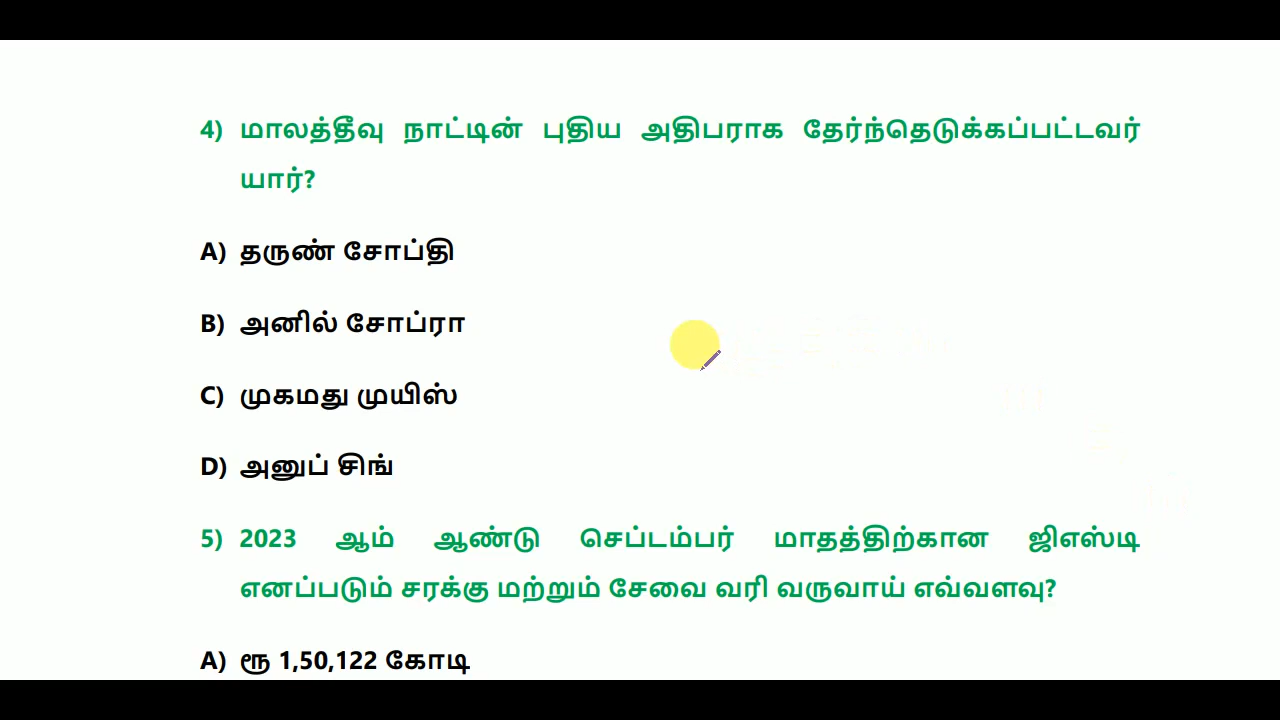 4) மாலத்தீவு நாட்டின் புதிய அதிபராக தேர்ந்தெடுக்கப்பட்டவர்
யார்?
A) தருண் சோப்தி
B) அனில் சோப்ரா
C) முகமது முயிஸ்
D) அனுப் சிங்
5) 2023 ஆம் ஆண்டு செப்டம்பர் மாதத்திற்கான ஜிஎஸ்டி
எனப்படும் சரக்கு மற்றும் சேவை வரி வருவாய் எவ்வளவு?
A) ரூ 1,50,122 கோடி